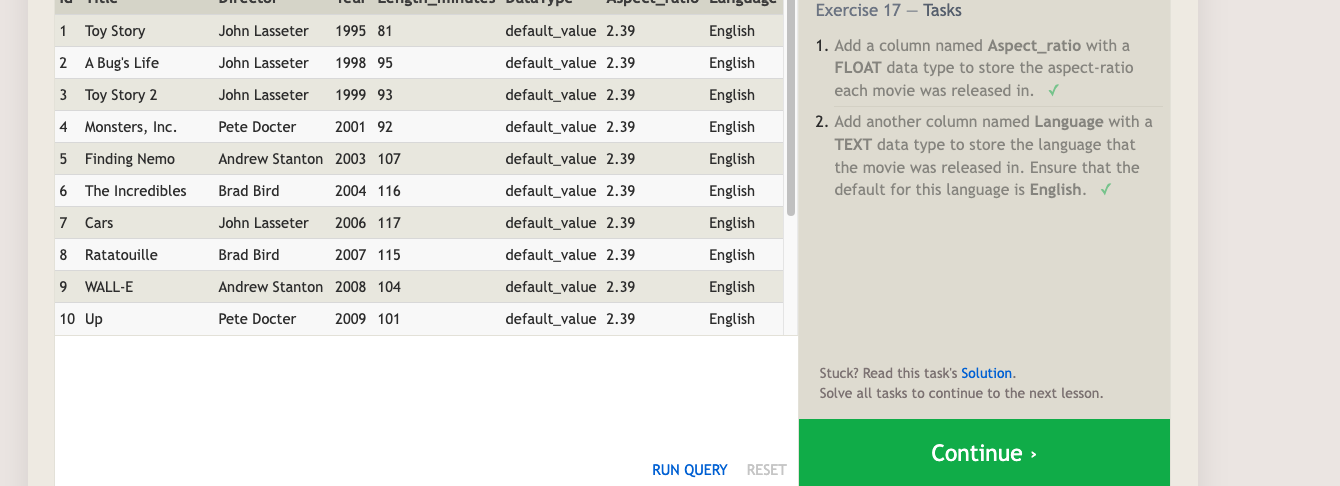 Id Title Director Year Length_minutes DataType Aspect_ratio Language
1 Toy Story John Lasseter 1995 81 default_value 2.39 English
2 A Bug's Life John Lasseter 1998 95 default_value 2.39 English
3 Toy Story 2 John Lasseter 1999 93 default_value 2.39 English
4 Monsters, Inc. Pete Docter 2001 92 default_value 2.39 English
5 Finding Nemo Andrew Stanton 2003 107 default_value 2.39 English
6 The Incredibles Brad Bird 2004 116 default_value 2.39 English
7 Cars John Lasseter 2006 117 default_value 2.39 English
8 Ratatouille Brad Bird 2007 115 default_value 2.39 English
9 WALL-E Andrew Stanton 2008 104 default_value 2.39 English
10 Up Pete Docter 2009 101 default_value 2.39 English
RUN QUERY RESET
Exercise 17 — Tasks
1. Add a column named Aspect_ratio with a
FLOAT data type to store the aspect-ratio
each movie was released in. ✓
2. Add another column named Language with a
TEXT data type to store the language that
the movie was released in. Ensure that the
default for this language is English. ✓
Stuck? Read this task's Solution.
Solve all tasks to continue to the next lesson.
Continue ›